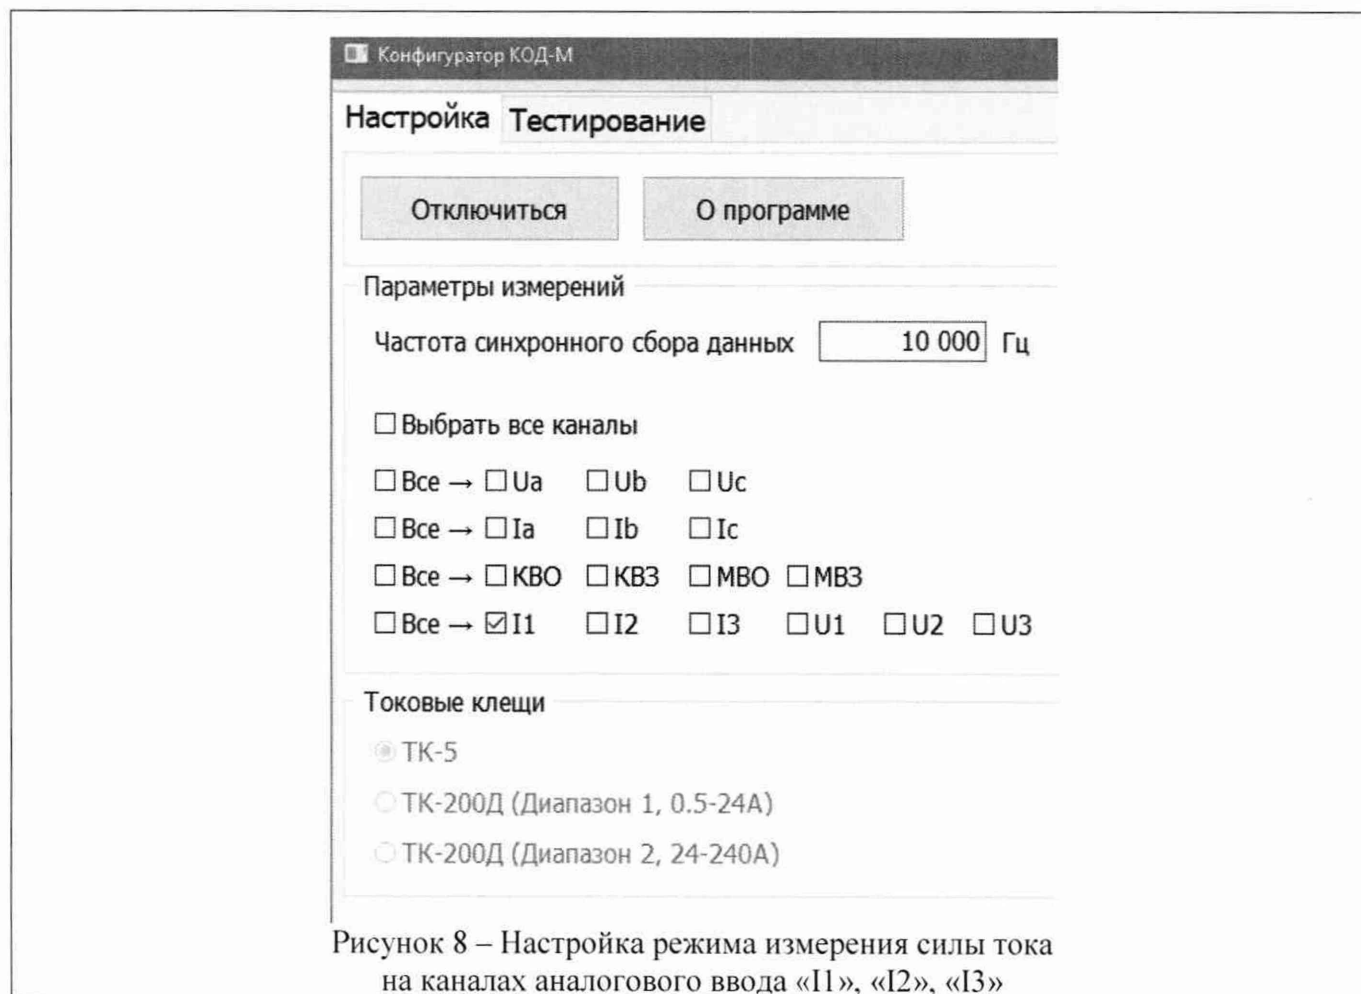 Конфигуратор КОД-М
Настройка Тестирование
Отключиться О программе
Параметры измерений
Частота синхронного сбора данных 10 000 Гц
Выбрать все каналы
Все → Ua Ub Uc
Все → Ia Ib Ic
Все → КВО КВЗ МВО МВЗ
Все → I1 I2 I3 U1 U2 U3
Токовые клещи
ТК-5
ТК-200Д (Диапазон 1, 0.5-24А)
ТК-200Д (Диапазон 2, 24-240А)
Рисунок 8 – Настройка режима измерения силы тока
на каналах аналогового ввода «I1», «I2», «I3»